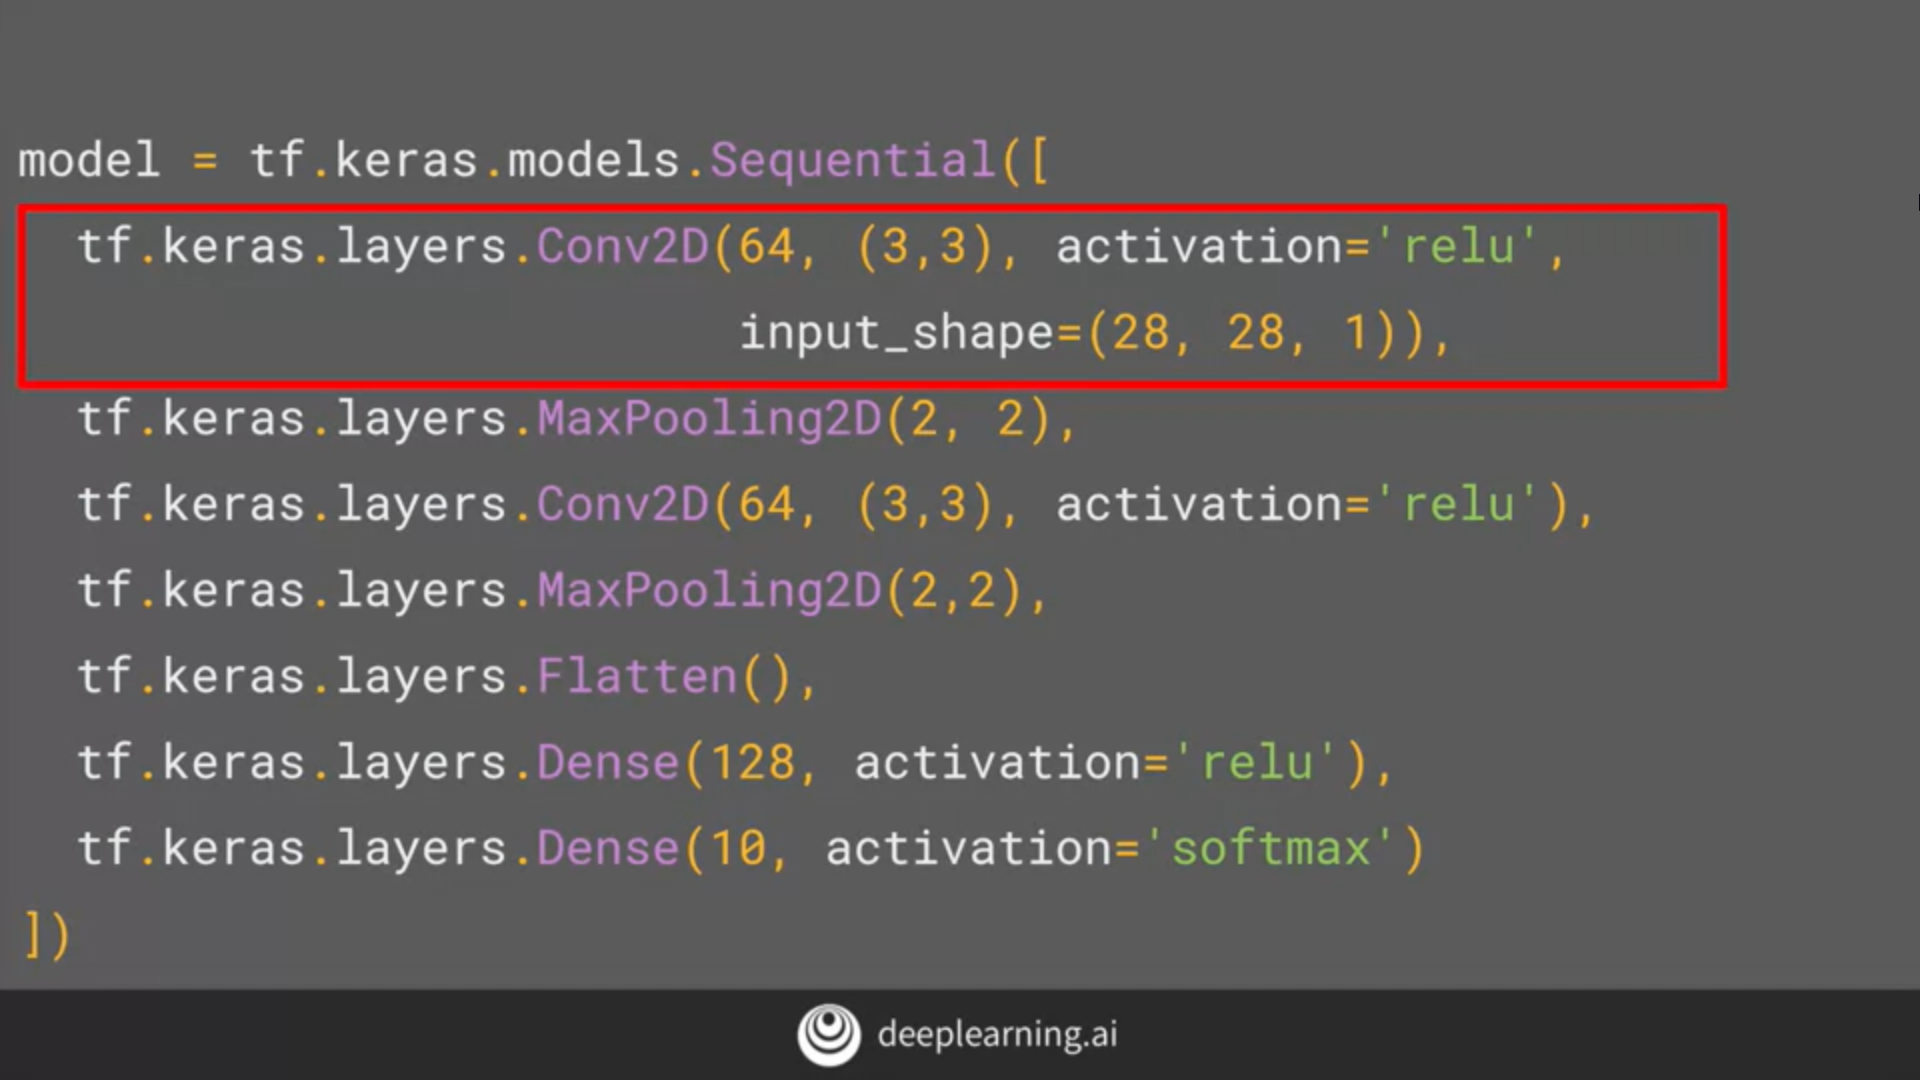 model = tf.keras.models.Sequential([
tf.keras.layers.Conv2D(64, (3,3), activation='relu',
input_shape=(28, 28, 1)),
tf.keras.layers.MaxPooling2D(2, 2),
tf.keras.layers.Conv2D(64, (3,3), activation='relu'),
tf.keras.layers.MaxPooling2D(2,2),
tf.keras.layers.Flatten(),
tf.keras.layers.Dense(128, activation='relu'),
tf.keras.layers.Dense(10, activation='softmax')
])
deeplearning.ai